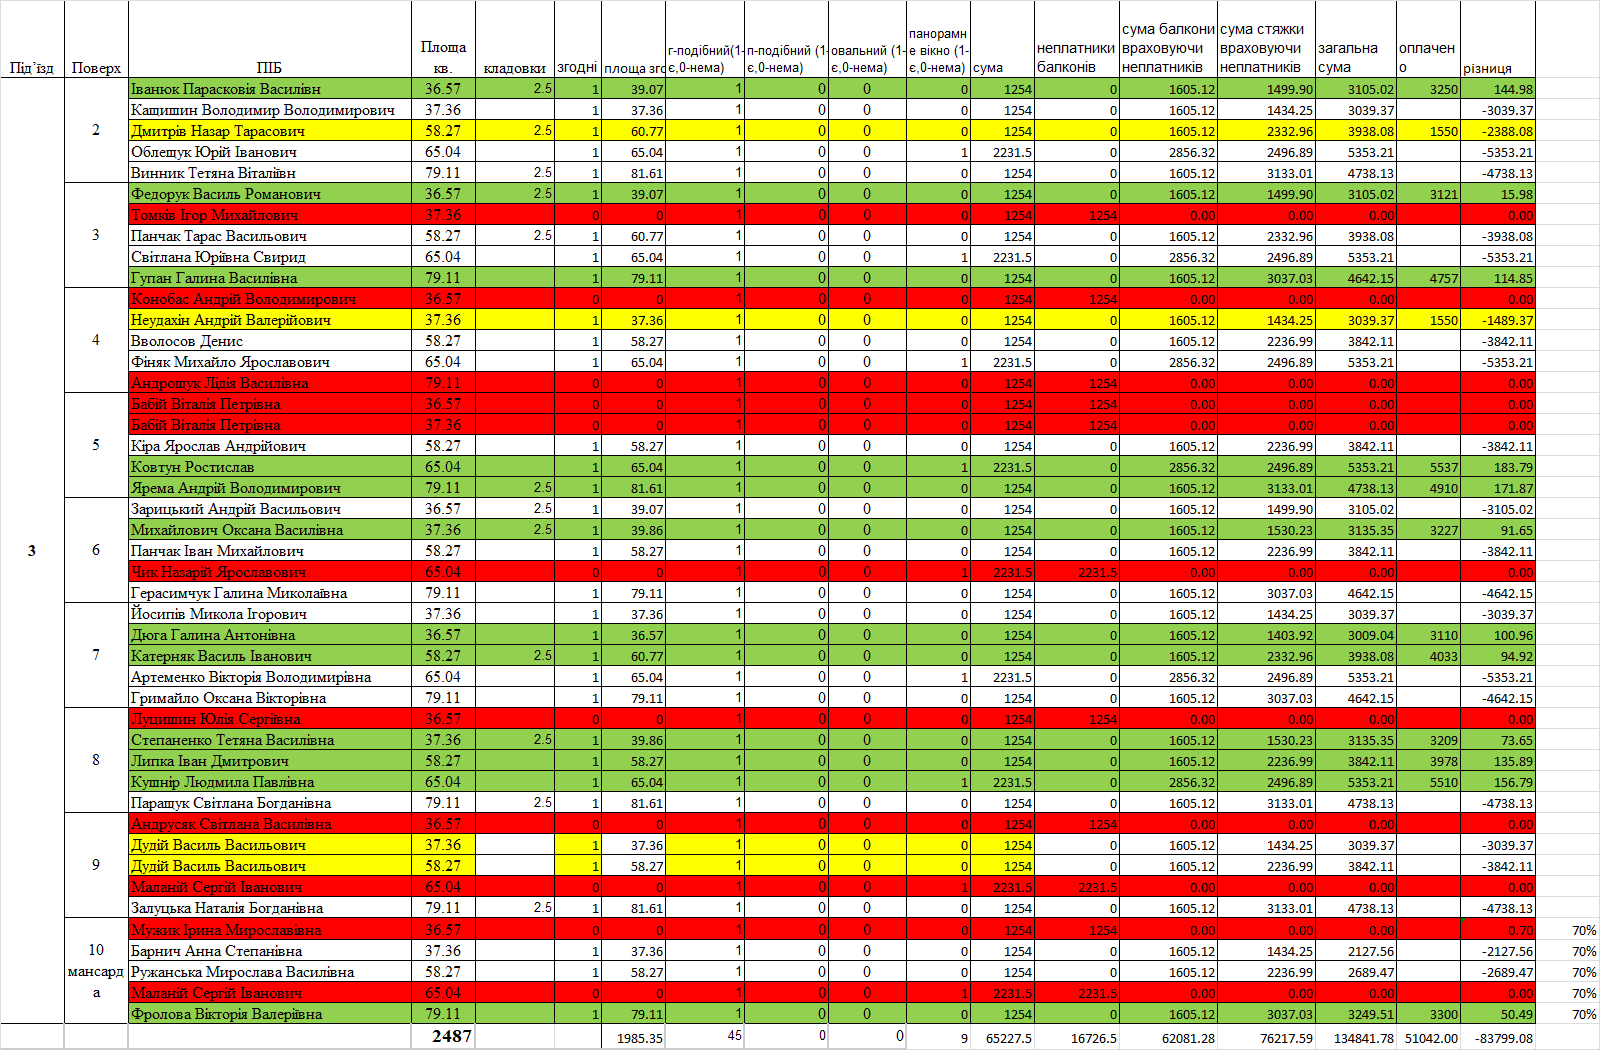 Під’їзд Поверх ПІБ Площа кв. кладовки згодні площа зго г-подібний(1-є,0-нема) п-подібний (1-є,0-нема) овальний (1-є,0-нема) панорамне вікно (1-є,0-нема) сума неплатники балконів сума балкони враховуючи неплатників сума стяжки враховуючи неплатників загальна сума оплачено різниця
3
2
Іванюк Парасковія Василівн 36.57 2.5 1 39.07 1 0 0 0 1254 0 1605.12 1499.90 3105.02 3250 144.98
Кащишин Володимир Володимирович 37.36 1 37.36 1 0 0 0 1254 0 1605.12 1434.25 3039.37 -3039.37
Дмитрів Назар Тарасович 58.27 2.5 1 60.77 1 0 0 0 1254 0 1605.12 2332.96 3938.08 1550 -2388.08
Облещук Юрій Іванович 65.04 1 65.04 1 0 0 1 2231.5 0 2856.32 2496.89 5353.21 -5353.21
Винник Тетяна Віталіївн 79.11 2.5 1 81.61 1 0 0 0 1254 0 1605.12 3133.01 4738.13 -4738.13
3
Федорук Василь Романович 36.57 2.5 1 39.07 1 0 0 0 1254 0 1605.12 1499.90 3105.02 3121 15.98
Томків Ігор Михайлович 37.36 0 0 1 0 0 0 1254 1254 0.00 0.00 0.00 0.00
Панчак Тарас Васильович 58.27 2.5 1 60.77 1 0 0 0 1254 0 1605.12 2332.96 3938.08 -3938.08
Світлана Юріївна Свирид 65.04 1 65.04 1 0 0 1 2231.5 0 2856.32 2496.89 5353.21 -5353.21
Гупан Галина Василівна 79.11 1 79.11 1 0 0 0 1254 0 1605.12 3037.03 4642.15 4757 114.85
4
Конобас Андрій Володимирович 36.57 0 0 1 0 0 0 1254 1254 0.00 0.00 0.00 0.00
Неудахін Андрій Валерійович 37.36 1 37.36 1 0 0 0 1254 0 1605.12 1434.25 3039.37 1550 -1489.37
Вволосов Денис 58.27 1 58.27 1 0 0 0 1254 0 1605.12 2236.99 3842.11 -3842.11
Фіняк Михайло Ярославович 65.04 1 65.04 1 0 0 1 2231.5 0 2856.32 2496.89 5353.21 -5353.21
Андрощук Лідія Василівна 79.11 0 0 1 0 0 0 1254 1254 0.00 0.00 0.00 0.00
5
Бабій Віталія Петрівна 36.57 0 0 1 0 0 0 1254 1254 0.00 0.00 0.00 0.00
Бабій Віталія Петрівна 37.36 0 0 1 0 0 0 1254 1254 0.00 0.00 0.00 0.00
Кіра Ярослав Андрійович 58.27 1 58.27 1 0 0 0 1254 0 1605.12 2236.99 3842.11 -3842.11
Ковтун Ростислав 65.04 1 65.04 1 0 0 1 2231.5 0 2856.32 2496.89 5353.21 5537 183.79
Ярема Андрій Володимирович 79.11 2.5 1 81.61 1 0 0 0 1254 0 1605.12 3133.01 4738.13 4910 171.87
6
Зарицький Андрій Васильович 36.57 2.5 1 39.07 1 0 0 0 1254 0 1605.12 1499.90 3105.02 -3105.02
Михайлович Оксана Василівна 37.36 2.5 1 39.86 1 0 0 0 1254 0 1605.12 1530.23 3135.35 3227 91.65
Панчак Іван Михайлович 58.27 1 58.27 1 0 0 0 1254 0 1605.12 2236.99 3842.11 -3842.11
Чик Назарій Ярославович 65.04 0 0 1 0 0 1 2231.5 2231.5 0.00 0.00 0.00 0.00
Герасимчук Галина Миколаївна 79.11 1 79.11 1 0 0 0 1254 0 1605.12 3037.03 4642.15 -4642.15
7
Йосипів Микола Ігорович 37.36 1 37.36 1 0 0 0 1254 0 1605.12 1434.25 3039.37 -3039.37
Дюга Галина Антонівна 36.57 1 36.57 1 0 0 0 1254 0 1605.12 1403.92 3009.04 3110 100.96
Катерняк Василь Іванович 58.27 2.5 1 60.77 1 0 0 0 1254 0 1605.12 2332.96 3938.08 4033 94.92
Артеменко Вікторія Володимирівна 65.04 1 65.04 1 0 0 1 2231.5 0 2856.32 2496.89 5353.21 -5353.21
Гримайло Оксана Вікторівна 79.11 1 79.11 1 0 0 0 1254 0 1605.12 3037.03 4642.15 -4642.15
8
Луцишин Юлія Сергіївна 36.57 0 0 1 0 0 0 1254 1254 0.00 0.00 0.00 0.00
Степаненко Тетяна Василівна 37.36 2.5 1 39.86 1 0 0 0 1254 0 1605.12 1530.23 3135.35 3209 73.65
Липка Іван Дмитрович 58.27 1 58.27 1 0 0 0 1254 0 1605.12 2236.99 3842.11 3978 135.89
Кушнір Людмила Павлівна 65.04 1 65.04 1 0 0 1 2231.5 0 2856.32 2496.89 5353.21 5510 156.79
Паращук Світлана Богданівна 79.11 2.5 1 81.61 1 0 0 0 1254 0 1605.12 3133.01 4738.13 -4738.13
9
Андрусяк Світлана Василівна 36.57 0 0 1 0 0 0 1254 1254 0.00 0.00 0.00 0.00
Дудій Василь Васильович 37.36 1 37.36 1 0 0 0 1254 0 1605.12 1434.25 3039.37 -3039.37
Дудій Василь Васильович 58.27 1 58.27 1 0 0 0 1254 0 1605.12 2236.99 3842.11 -3842.11
Маланій Сергій Іванович 65.04 0 0 1 0 0 1 2231.5 2231.5 0.00 0.00 0.00 0.00
Залуцька Наталія Богданівна 79.11 2.5 1 81.61 1 0 0 0 1254 0 1605.12 3133.01 4738.13 -4738.13
10 мансарда
Мужик Ірина Мирославівна 36.57 0 0 1 0 0 0 1254 1254 0.00 0.00 0.00 0.70 70%
Барнич Анна Степанівна 37.36 1 37.36 1 0 0 0 1254 0 1605.12 1434.25 2127.56 -2127.56 70%
Ружанська Мирослава Василівна 58.27 1 58.27 1 0 0 0 1254 0 1605.12 2236.99 2689.47 -2689.47 70%
Маланій Сергій Іванович 65.04 0 0 1 0 0 1 2231.5 2231.5 0.00 0.00 0.00 0.00 70%
Фролова Вікторія Валеріївна 79.11 1 79.11 1 0 0 0 1254 0 1605.12 3037.03 3249.51 3300 50.49 70%
2487 1985.35 45 0 0 9 65227.5 16726.5 62081.28 76217.59 134841.78 51042.00 -83799.08